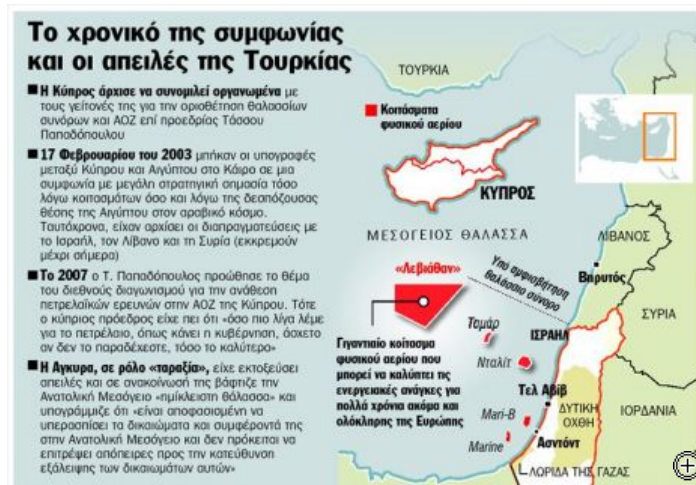 Το χρονικό της συμφωνίας
και οι απειλές της Τουρκίας
■ Η Κύπρος άρχισε να συνομιλεί οργανωμένα με
τους γείτονές της για την οριοθέτηση θαλασσίων
συνόρων και ΑΟΖ επί προεδρίας Τάσσου
Παπαδόπουλου
■ 17 Φεβρουαρίου του 2003 μπήκαν οι υπογραφές
μεταξύ Κύπρου και Αιγύπτου στο Κάιρο σε μια
συμφωνία με μεγάλη στρατηγική σημασία τόσο
λόγω κοιτασμάτων όσο και λόγω της δεσπόζουσας
θέσης της Αιγύπτου στον αραβικό κόσμο.
Ταυτόχρονα, είχαν αρχίσει οι διαπραγματεύσεις με
το Ισραήλ, τον Λίβανο και τη Συρία (εκκρεμούν
μέχρι σήμερα)
■ Το 2007 ο Τ. Παπαδόπουλος προώθησε το θέμα
του διεθνούς διαγωνισμού για την ανάθεση
πετρελαϊκών ερευνών στην ΑΟΖ της Κύπρου. Τότε
ο κύπριος πρόεδρος είχε πει ότι «όσο πιο λίγα λέμε
για το πετρέλαιο, όπως κάνει η κυβέρνηση, άσχετο
αν δεν το παραδέχεστε, τόσο το καλύτερο»
■ Η Αγκυρα, σε ρόλο «ταραξία», είχε εκτοξεύσει
απειλές και σε ανακοίνωσή της βάφτιζε την
Ανατολική Μεσόγειο «ημίκλειστη θάλασσα» και
υπογράμμιζε ότι «είναι αποφασισμένη να
υπερασπίσει τα δικαιώματα και συμφέροντά της
στην Ανατολική Μεσόγειο και δεν πρόκειται να
επιτρέψει απόπειρες προς την κατεύθυνση
εξάλειψης των δικαιωμάτων αυτών»
ΤΟΥΡΚΙΑ
Κοιτάσματα
φυσικού αερίου
ΚΥΠΡΟΣ
ΜΕΣΟΓΕΙΟΣ ΘΑΛΑΣΣΑ
ΛΙΒΑΝΟΣ
Βηρυτός
«Λεβιάθαν»
Υπό αμφισβήτηση
θαλάσσιο σύνορο
ΣΥΡΙΑ
Ταμάρ
ΙΣΡΑΗΛ
Γιγαντιαίο κοίτασμα
φυσικού αερίου που
μπορεί να καλύπτει τις
ενεργειακές ανάγκες για
πολλά χρόνια ακόμα και
ολόκληρης της Ευρώπης
Νταλίτ
Τελ Αβίβ
Mari-B
ΔΥΤΙΚΗ
ΟΧΘΗ
ΙΟΡΔΑΝΙΑ
Marine
Ασντόντ
ΛΩΡΙΔΑ ΤΗΣ ΓΑΖΑΣ